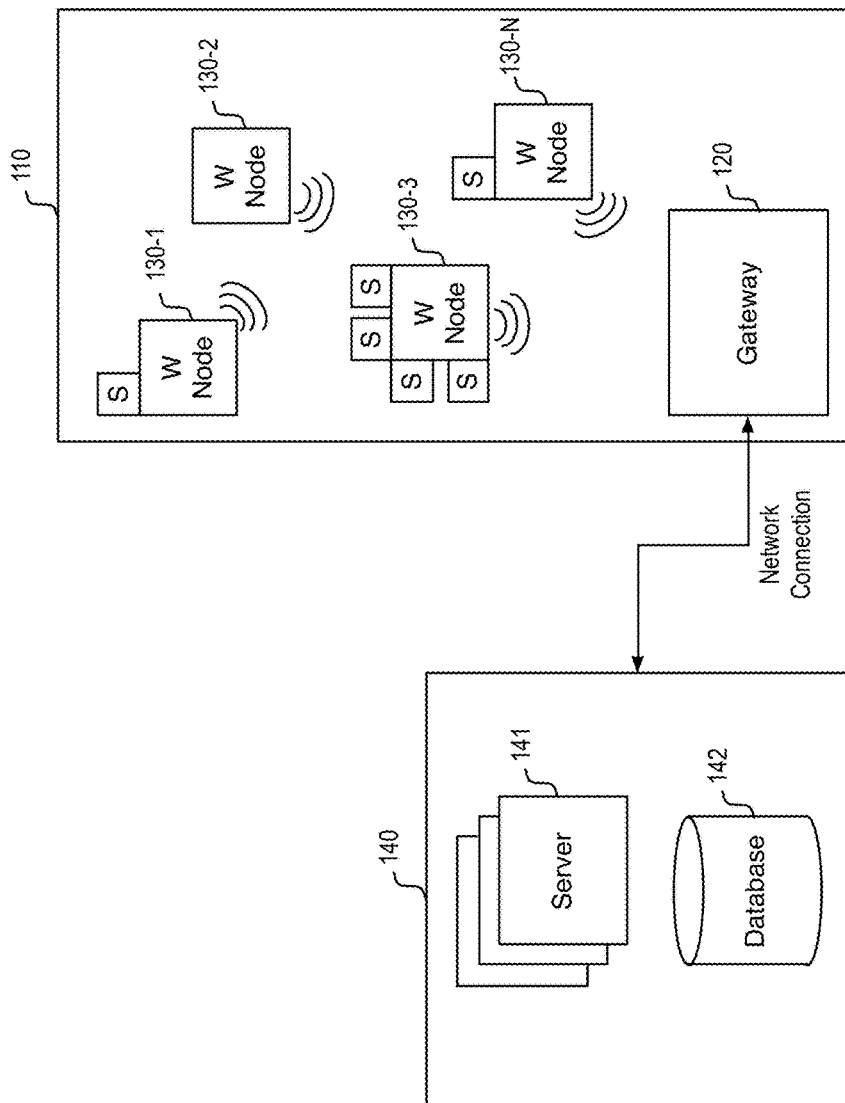 110
130-1
S
W
Node
130-2
W
Node
130-3
S
S
S
S
W
Node
130-N
S
W
Node
120
Gateway
Network
Connection
140
141
Server
142
Database